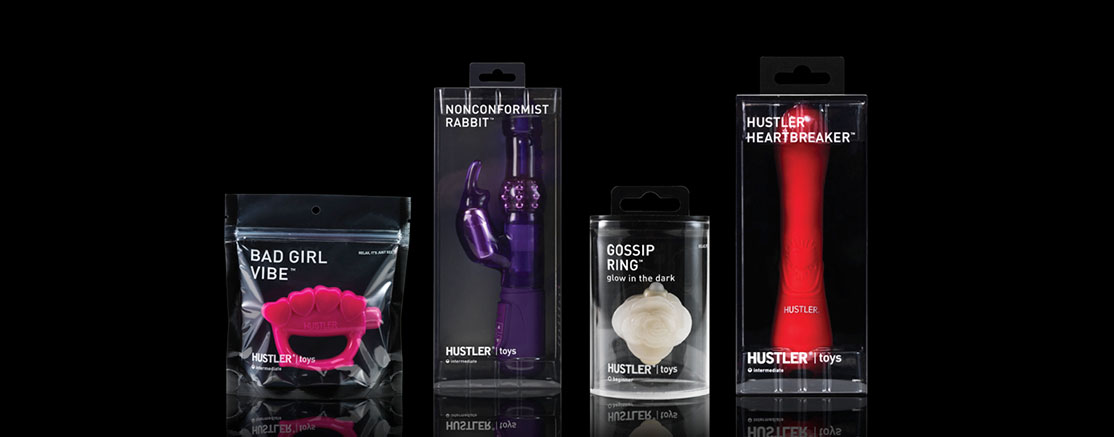 BAD GIRL
VIBE™
HUSTLER
HUSTLER® | toys
intermediate
NONCONFORMIST
RABBIT™
HUSTLER® | toys
intermediate
GOSSIP
RING™
glow in the dark
HUSTLER® | toys
beginner
HUSTLER®
HEARTBREAKER™
HUSTLER.
HUSTLER® | toys
intermediate